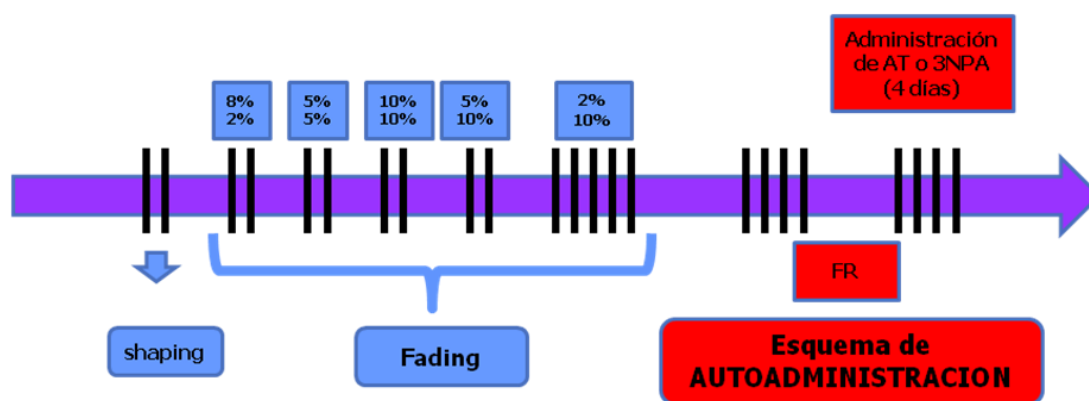 Administración
de AT o 3NPA
(4 días)
8%
2%
5%
5%
10%
10%
5%
10%
2%
10%
FR
shaping
Fading
Esquema de
AUTOADMINISTRACION